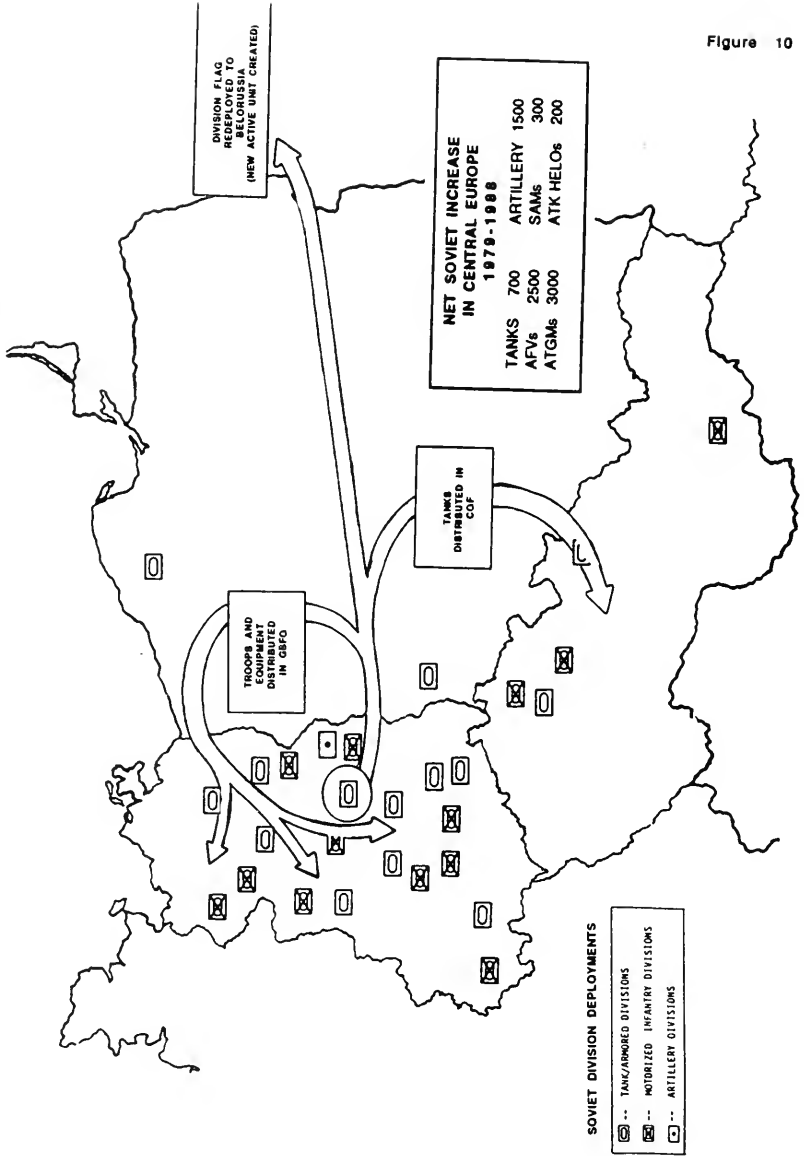 Figure 10
DIVISION FLAG
REDEPLOYED TO
BELORUSSIA
(NEW ACTIVE UNIT CREATED)
NET SOVIET INCREASE
IN CENTRAL EUROPE
1979-1988
TANKS 700 ARTILLERY 1500
AFVs 2500 SAMs 300
ATGMs 3000 ATK HELOs 200
TROOPS AND
EQUIPMENT
DISTRIBUTED
IN GBFG
TANKS
DISTRIBUTED IN
CGF
SOVIET DIVISION DEPLOYMENTS
-- TANK/ARMORED DIVISIONS
-- MOTORIZED INFANTRY DIVISIONS
-- ARTILLERY DIVISIONS